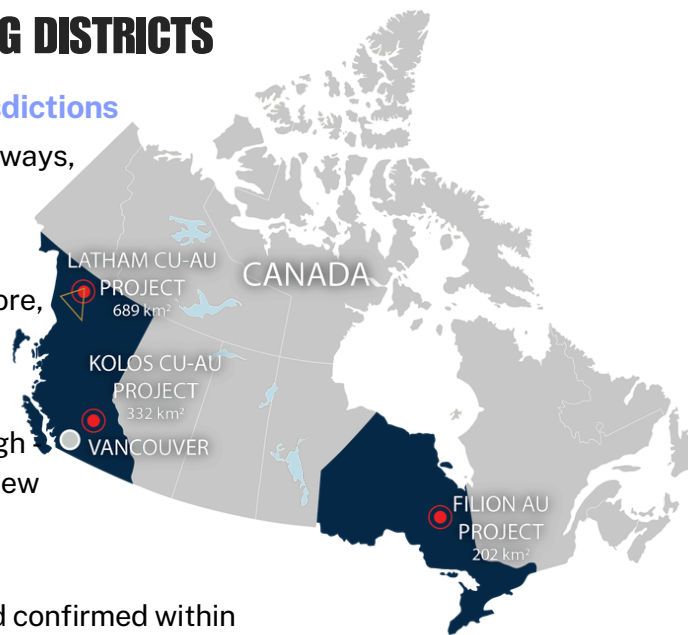 G DISTRICTS
sdictions
ways,
ore,
gh
ew
d confirmed within
CANADA
LATHAM CU-AU
PROJECT
689 km²
KOLOS CU-AU
PROJECT
332 km²
VANCOUVER
FILION AU
PROJECT
202 km²